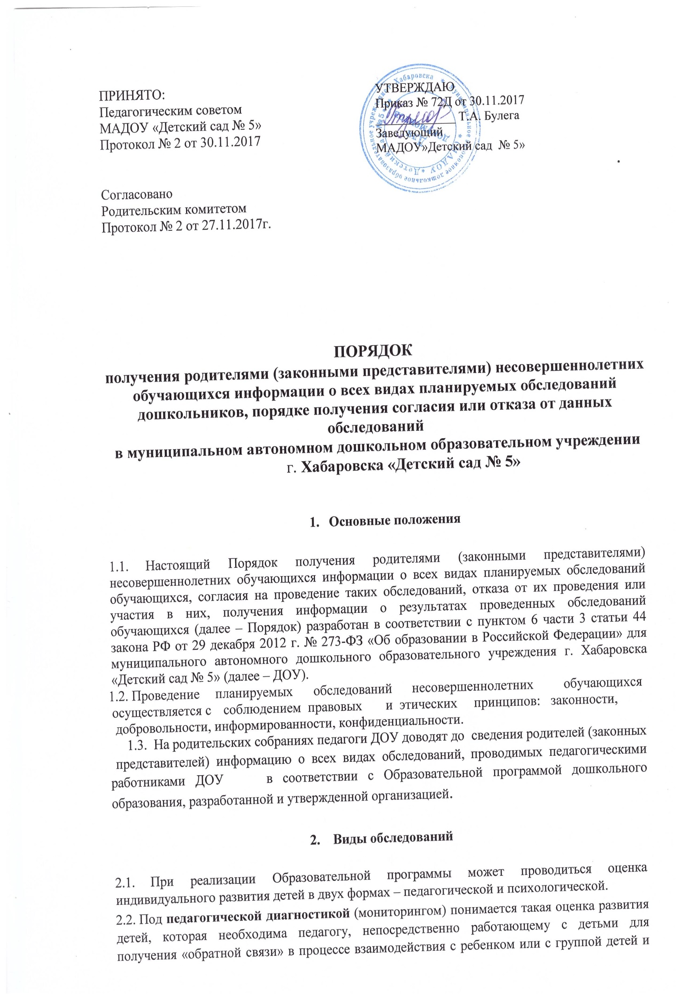 ПРИНЯТО:
Педагогическим советом
МАДОУ «Детский сад № 5»
Протокол № 2 от 30.11.2017
УТВЕРЖДАЮ
Приказ № 72Д от 30.11.2017
____________ Т.А. Булега
Заведующий
МАДОУ»Детский сад № 5»
Согласовано
Родительским комитетом
Протокол № 2 от 27.11.2017г.
ПОРЯДОК
получения родителями (законными представителями) несовершеннолетних
обучающихся информации о всех видах планируемых обследований
дошкольников, порядке получения согласия или отказа от данных
обследований
в муниципальном автономном дошкольном образовательном учреждении
г. Хабаровска «Детский сад № 5»
1. Основные положения
1.1. Настоящий Порядок получения родителями (законными представителями)
несовершеннолетних обучающихся информации о всех видах планируемых обследований
обучающихся, согласия на проведение таких обследований, отказа от их проведения или
участия в них, получения информации о результатах проведенных обследований
обучающихся (далее – Порядок) разработан в соответствии с пунктом 6 части 3 статьи 44
закона РФ от 29 декабря 2012 г. № 273-ФЗ «Об образовании в Российской Федерации» для
муниципального автономного дошкольного образовательного учреждения г. Хабаровска
«Детский сад № 5» (далее – ДОУ).
1.2. Проведение планируемых обследований несовершеннолетних обучающихся
осуществляется с соблюдением правовых и этических принципов: законности,
добровольности, информированности, конфиденциальности.
1.3. На родительских собраниях педагоги ДОУ доводят до сведения родителей (законных
представителей) информацию о всех видах обследований, проводимых педагогическими
работниками ДОУ в соответствии с Образовательной программой дошкольного
образования, разработанной и утвержденной организацией.
2. Виды обследований
2.1. При реализации Образовательной программы может проводиться оценка
индивидуального развития детей в двух формах – педагогической и психологической.
2.2. Под педагогической диагностикой (мониторингом) понимается такая оценка развития
детей, которая необходима педагогу, непосредственно работающему с детьми для
получения «обратной связи» в процессе взаимодействия с ребенком или с группой детей и